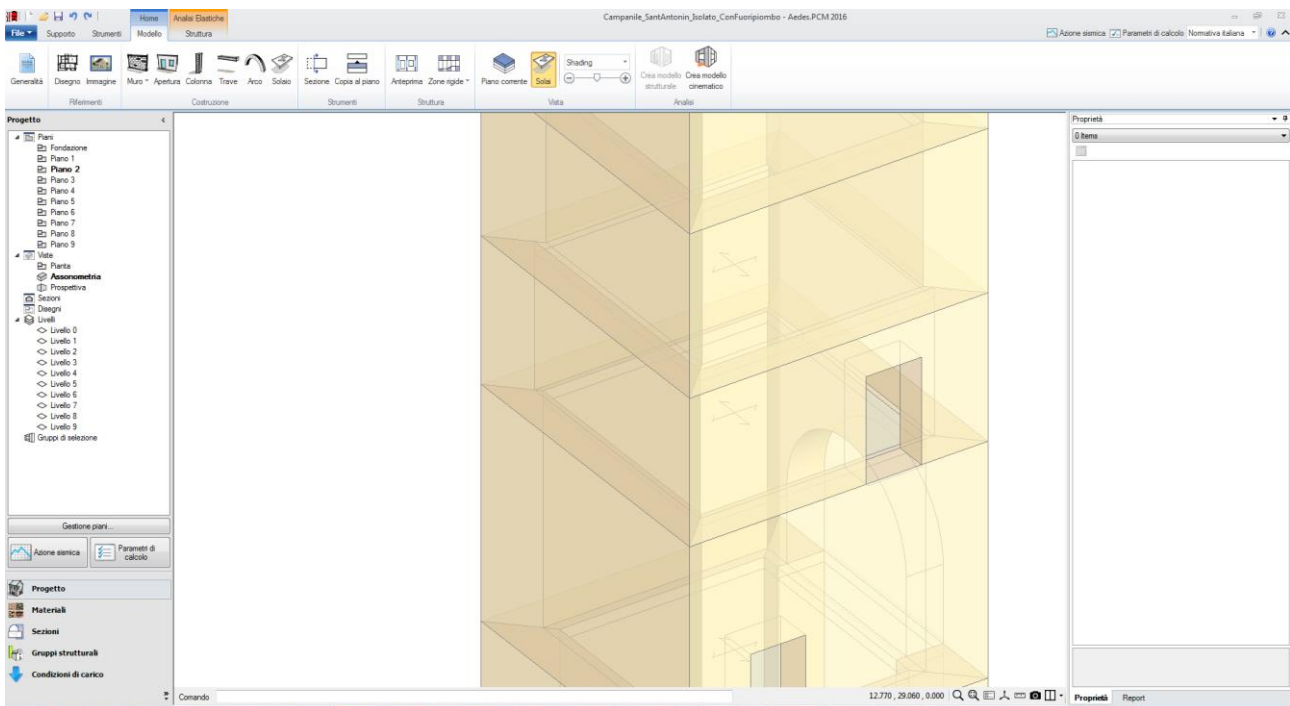 Campanile_SantAntonin_Isolato_ConFuoripiombo - Aedes.PCM 2016
Home Analisi Elastiche
File Supporto Strumenti Modello Struttura Azione sismica Parametri di calcolo Normativa italiana
Shading
Generalità Disegno Immagine Muro Apertura Colonna Trave Arco Solaio Sezione Copia al piano Anteprima Zone rigide Piano corrente Solai
Crea modello strutturale Crea modello cinematico
Riferimenti Costruzione Strumenti Struttura Vista Analisi
Progetto
Piani
Fondazione
Piano 1
Piano 2
Piano 3
Piano 4
Piano 5
Piano 6
Piano 7
Piano 8
Piano 9
Viste
Pianta
Assonometria
Prospettiva
Sezioni
Disegni
Livelli
Livello 0
Livello 1
Livello 2
Livello 3
Livello 4
Livello 5
Livello 6
Livello 7
Livello 8
Livello 9
Gruppi di selezione
Gestione piani...
Azione sismica
Parametri di
calcolo
Progetto
Materiali
Sezioni
Gruppi strutturali
Condizioni di carico
Comando
12.770 , 29.060 , 0.000
Proprietà
0 Items
Proprietà Report